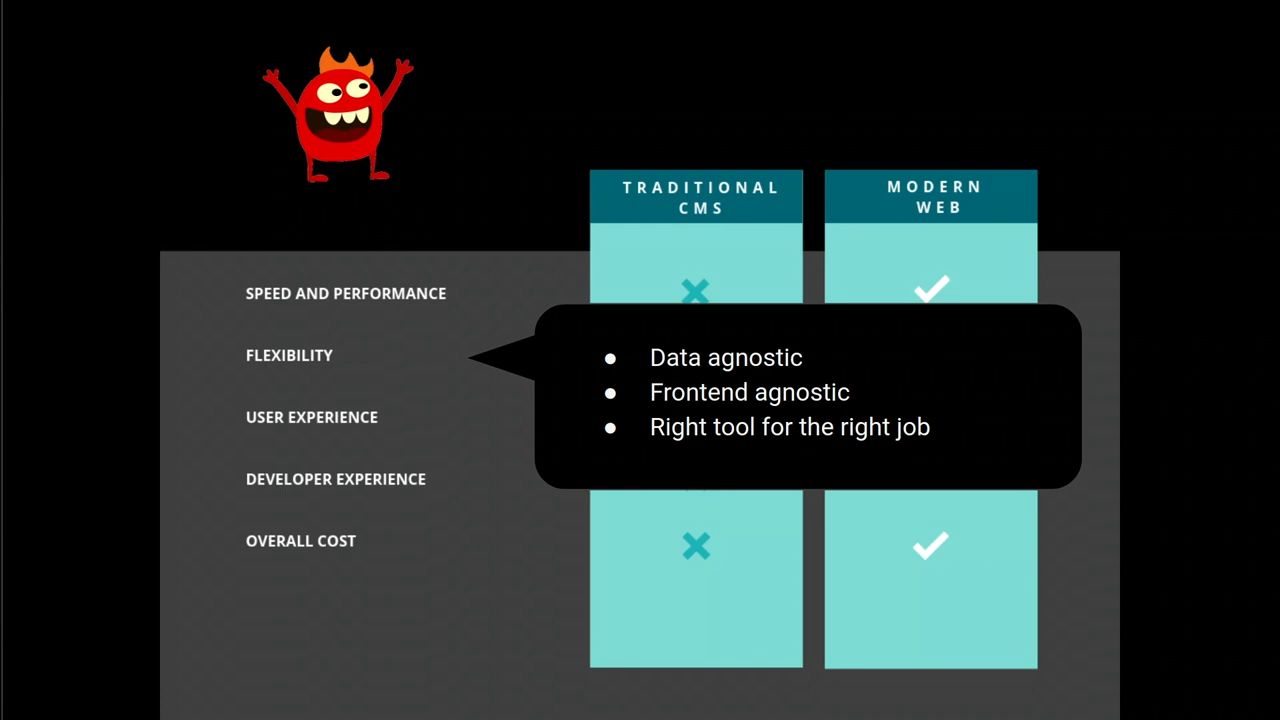 TRADITIONAL
CMS
MODERN
WEB
SPEED AND PERFORMANCE
FLEXIBILITY
USER EXPERIENCE
DEVELOPER EXPERIENCE
OVERALL COST
● Data agnostic
● Frontend agnostic
● Right tool for the right job